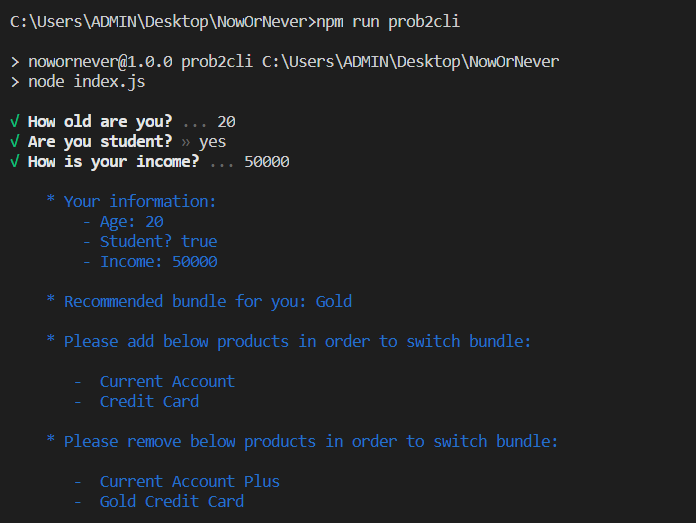 C:\Users\ADMIN\Desktop\NowOrNever>npm run prob2cli
> nowornever@1.0.0 prob2cli C:\Users\ADMIN\Desktop\NowOrNever
> node index.js
√ How old are you? ... 20
√ Are you student? » yes
√ How is your income? ... 50000
* Your information:
- Age: 20
- Student? true
- Income: 50000
* Recommended bundle for you: Gold
* Please add below products in order to switch bundle:
- Current Account
- Credit Card
* Please remove below products in order to switch bundle:
- Current Account Plus
- Gold Credit Card